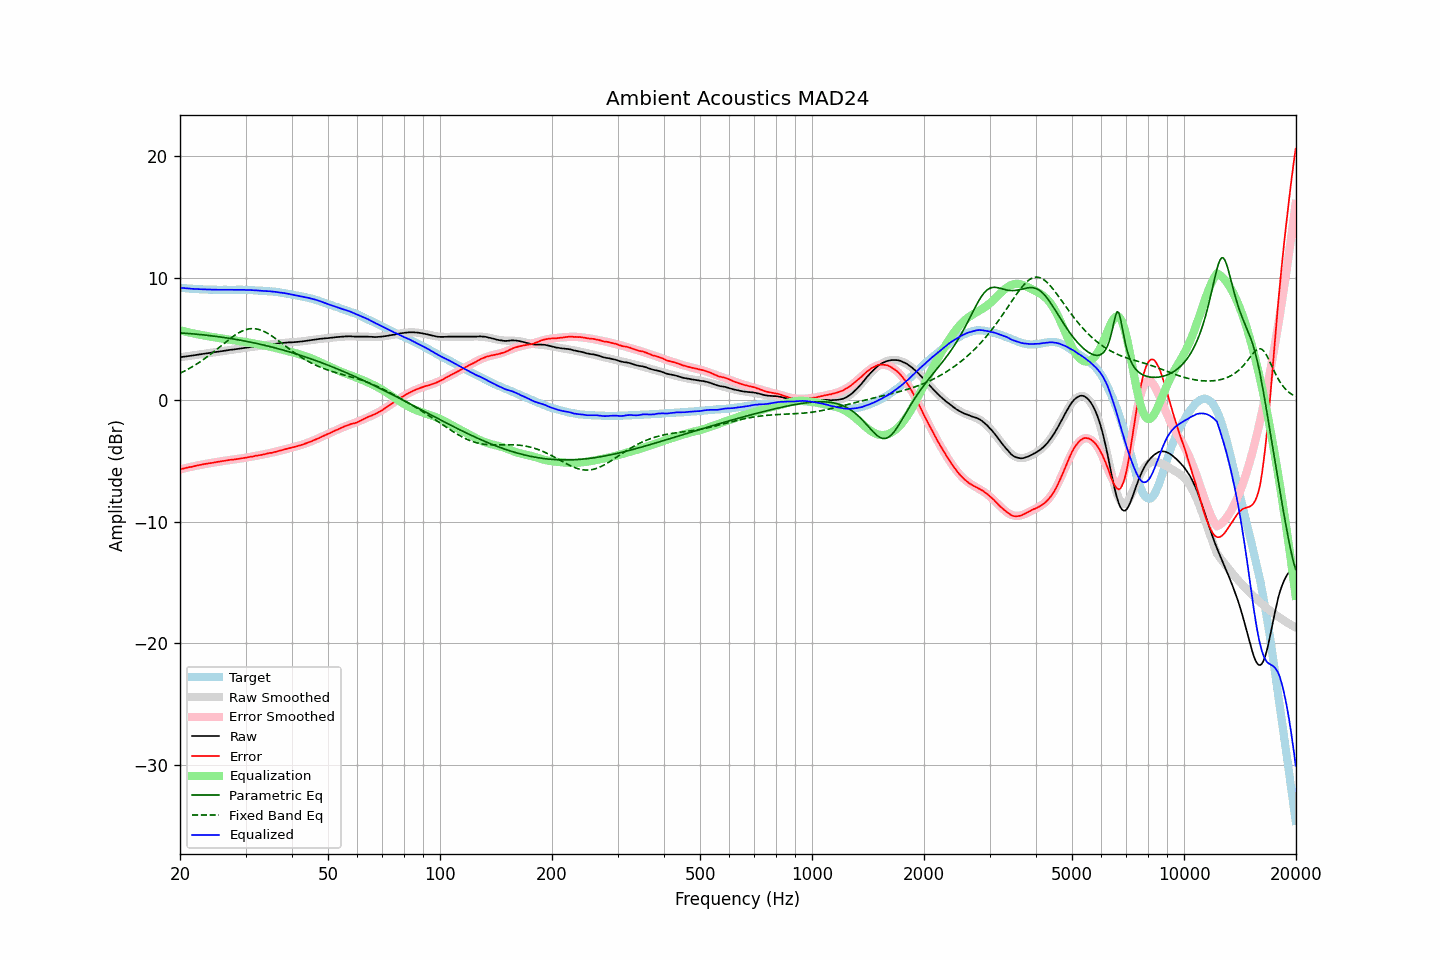 Ambient Acoustics MAD24
20
10
0
−10
−20
−30
Amplitude (dBr)
Target
Raw Smoothed
Error Smoothed
Raw
Error
Equalization
Parametric Eq
Fixed Band Eq
Equalized
20 50 100 200 500 1000 2000 5000 10000 20000
Frequency (Hz)